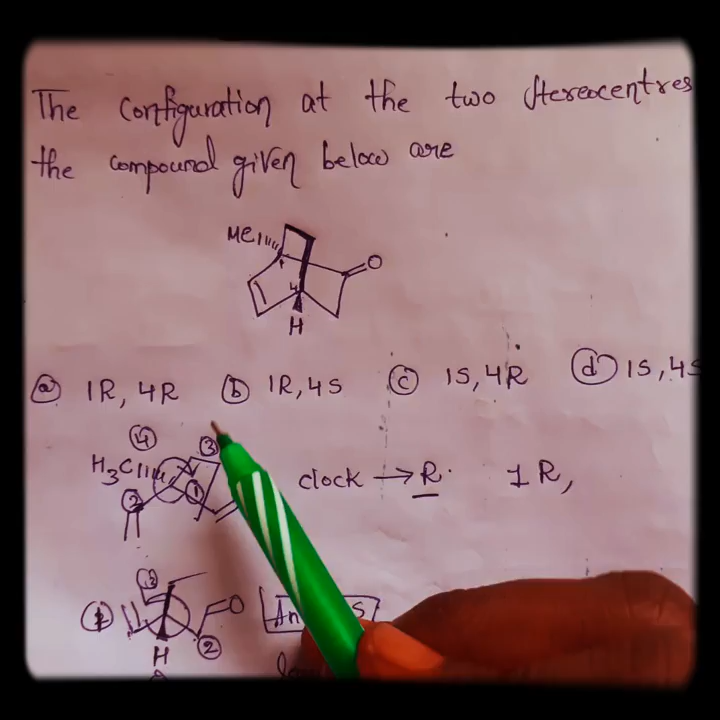 The configuration at the two stereocentres
the compound given below are
Me
O
1
4
H
a 1R, 4R b 1R, 4S c 1S, 4R d 1S, 4S
4
3
H3C
2
1
clock → R. 1R,
3
1
O
S
2
H